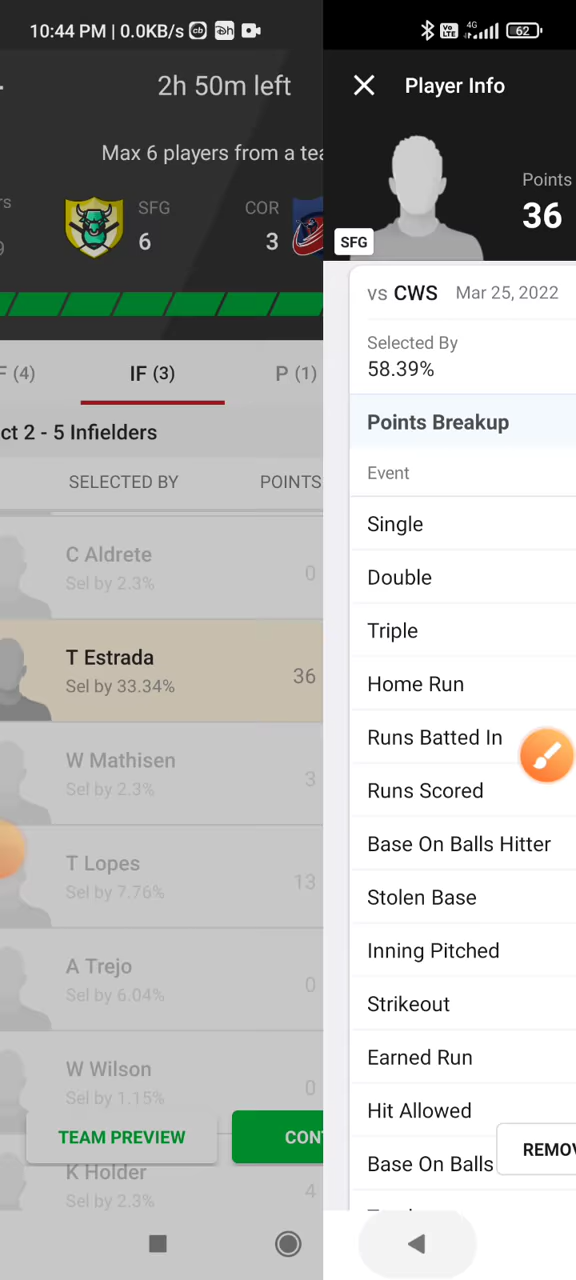 10:44 PM | 0.0KB/s
2h 50m left
Max 6 players from a tea
SFG
COR
6
3
F (4)
IF (3)
P (1)
ct 2 - 5 Infielders
SELECTED BY
POINTS
C Aldrete
Sel by 2.3%
0
T Estrada
Sel by 33.34%
36
W Mathisen
Sel by 2.3%
3
T Lopes
Sel by 7.76%
13
A Trejo
Sel by 6.04%
0
W Wilson
Sel by 1.15%
0
TEAM PREVIEW
CONT
K Holder
Sel by 2.3%
4
4G
62
Player Info
Points
36
SFG
vs CWS Mar 25, 2022
Selected By
58.39%
Points Breakup
Event
Single
Double
Triple
Home Run
Runs Batted In
Runs Scored
Base On Balls Hitter
Stolen Base
Inning Pitched
Strikeout
Earned Run
Hit Allowed
Base On Balls
REMOV